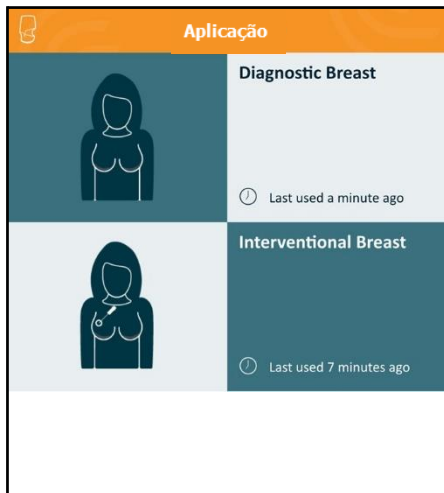 Aplicação
Diagnostic Breast
Last used a minute ago
Interventional Breast
Last used 7 minutes ago